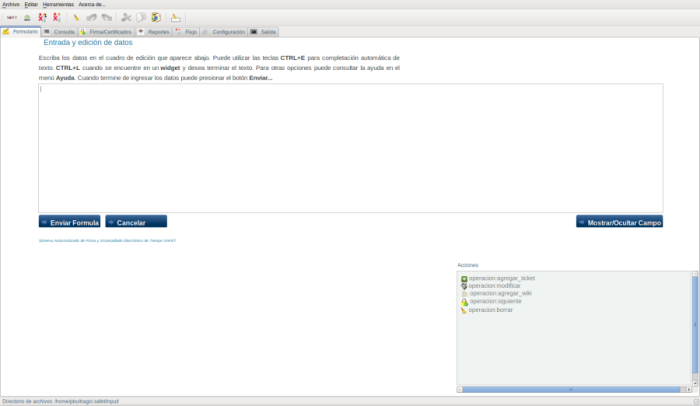 Archivo Editar Herramientas Acerca de...
Formulario Consulta Firma/Certificados Reportes Flujo Configuración Salida
Entrada y edición de datos
Escriba los datos en el cuadro de edición que aparece abajo. Puede utilizar las teclas CTRL+E para completación automática de
texto. CTRL+L cuando se encuentre en un widget y desea terminar el texto. Para otras opciones puede consultar la ayuda en el
menú Ayuda. Cuando termine de ingresar los datos puede presionar el botón Enviar...
Enviar Formula Cancelar Mostrar/Ocultar Campo
Sistema Automatizado de Firma y Estampillado Electrónico de Tiempo
Acciones
operacion:agregar_ticket
operacion:modificar
operacion:agregar_wiki
operacion:siguiente
operacion:borrar
Directorio de archivos: